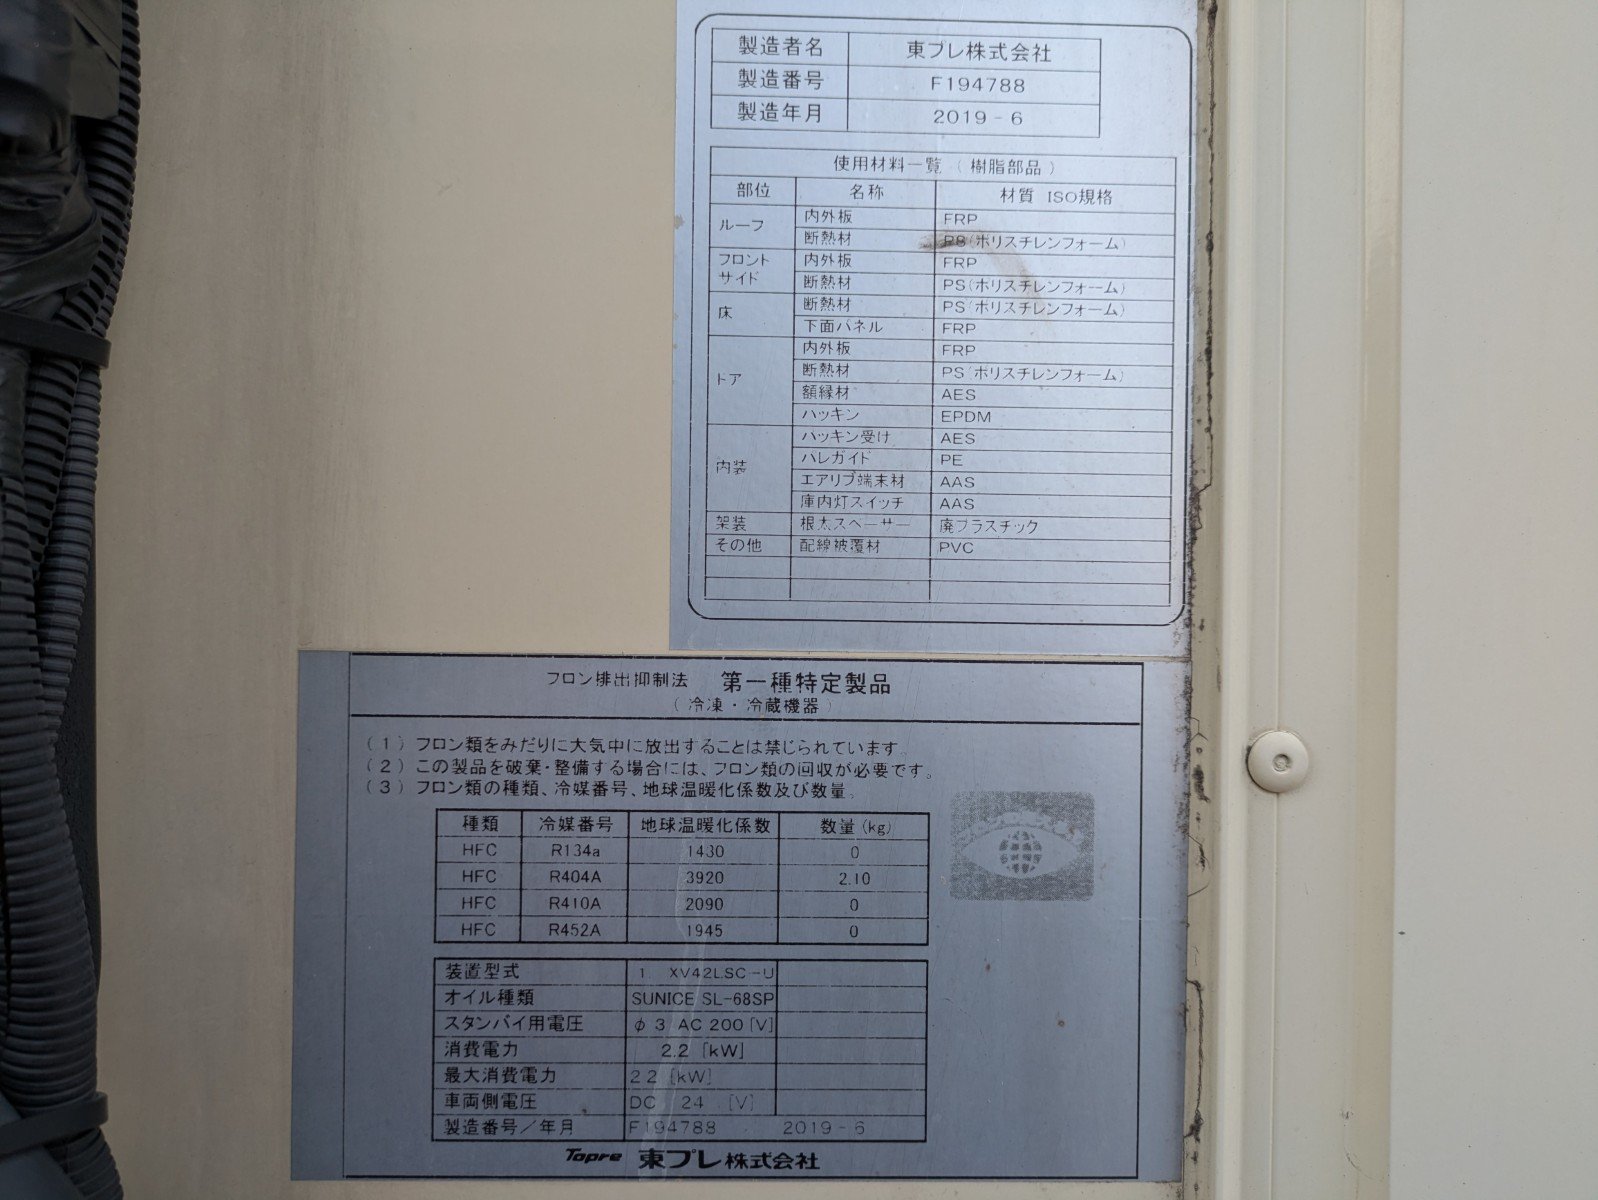 製造者名 東プレ株式会社
製造番号 F194788
製造年月 2019-6
使用材料一覧(樹脂部品)
部位 名称 材質 ISO規格
ルーフ 内外板 FRP
断熱材 PS(ポリスチレンフォーム)
フロント サイド 内外板 FRP
断熱材 PS(ポリスチレンフォーム)
床 断熱材 PS(ポリスチレンフォーム)
下面パネル FRP
ドア 内外板 FRP
断熱材 PS(ポリスチレンフォーム)
額縁材 AES
パッキン EPDM
内装 パッキン受け AES
バレガイド PE
エアリブ端末材 AAS
庫内灯スイッチ AAS
架装 根太スペーサー 廃プラスチック
その他 配線被覆材 PVC
フロン排出抑制法 第一種特定製品
(冷凍・冷蔵機器)
(1)フロン類をみだりに大気中に放出することは禁じられています。
(2)この製品を破棄・整備する場合には、フロン類の回収が必要です。
(3)フロン類の種類、冷媒番号、地球温暖化係数及び数量。
種類 冷媒番号 地球温暖化係数 数量(kg)
HFC R134a 1430 0
HFC R404A 3920 2.10
HFC R410A 2090 0
HFC R452A 1945 0
装置型式 1 XV42LSC-U
オイル種類 SUNICE SL-68SP
スタンバイ用電圧 φ3 AC 200 [V]
消費電力 2.2 [kW]
最大消費電力 2.2 [kW]
車両側電圧 DC 24 [V]
製造番号/年月 F194788 2019-6
Topre 東プレ株式会社